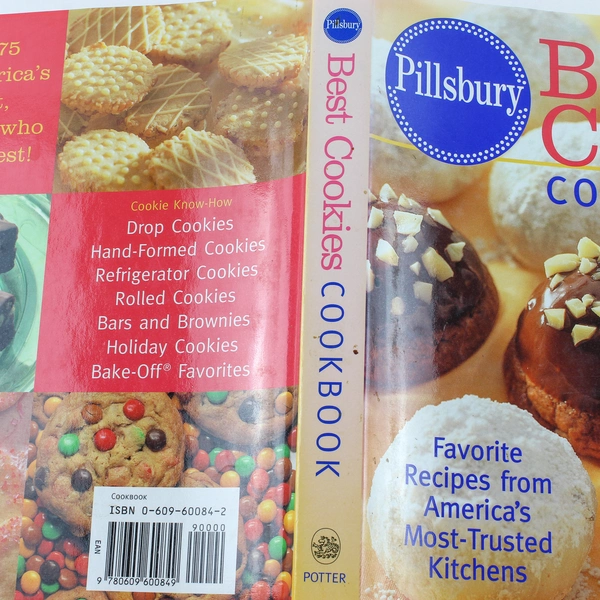 75
rica's
t,
who
est!
Cookie Know-How
Drop Cookies
Hand-Formed Cookies
Refrigerator Cookies
Rolled Cookies
Bars and Brownies
Holiday Cookies
Bake-Off® Favorites
Cookbook
ISBN 0-609-60084-2
90000
EAN
9 780609 600849
Pillsbury
Best Cookies COOKBOOK
POTTER
Pillsbury
B
C
CO
Favorite
Recipes from
America's
Most-Trusted
Kitchens